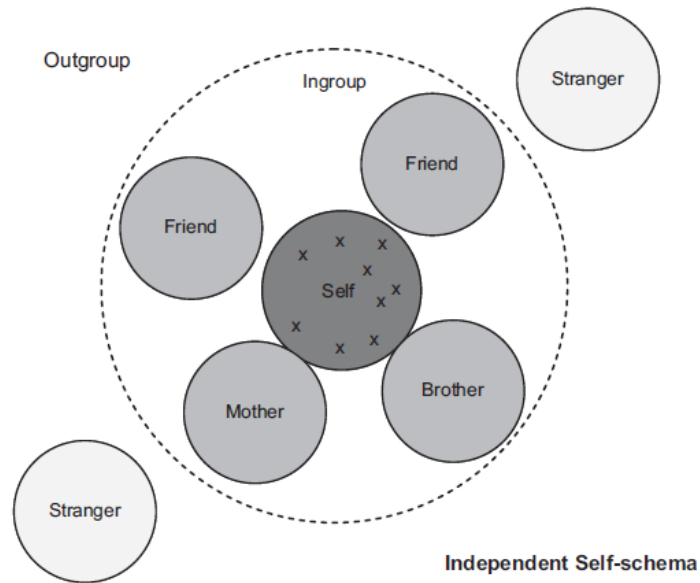 Outgroup
Stranger
Ingroup
Friend
Friend
x x x
x
Self x
x
x
x
x
Mother
Brother
Stranger
Independent Self-schema